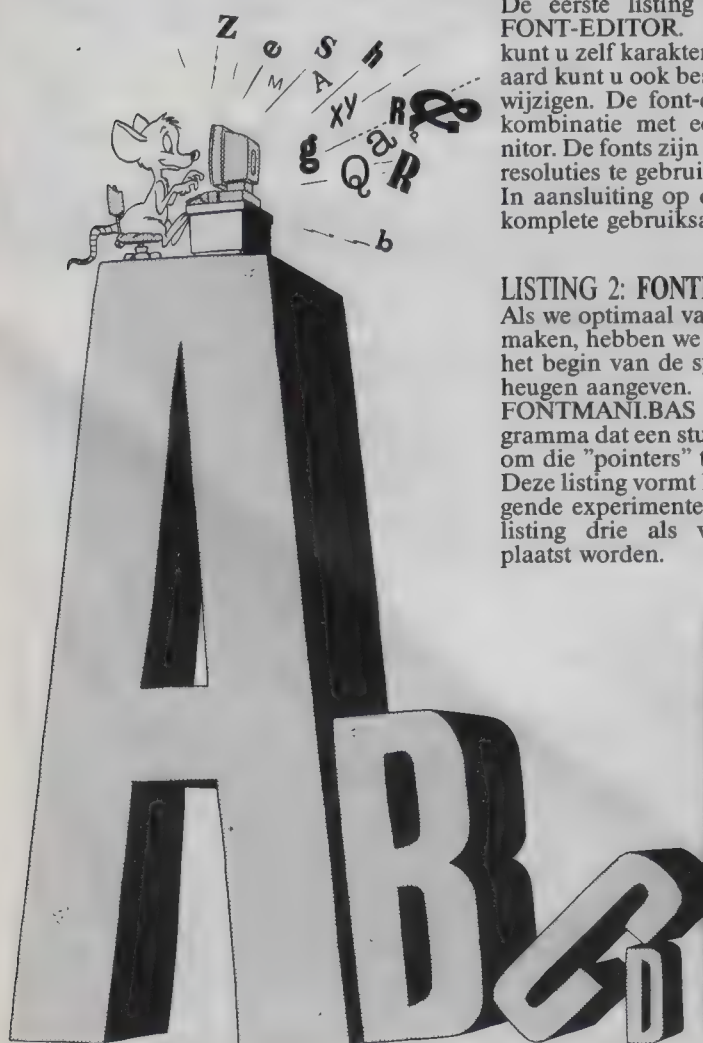 z e s h
M A
xy R &
g a P
Q R
b
A
B
C
D
De eerste listing
FONT-EDITOR.
kunt u zelf karakter
aard kunt u ook bes
wijzigen. De font-e
kombinatie met ee
nitor. De fonts zijn
resoluties te gebrui
In aansluiting op d
komplete gebruiksa
LISTING 2: FONT
Als we optimaal va
maken, hebben we
het begin van de s
heugen aangeven.
FONTMANI.BAS
gramma dat een stu
om die "pointers" t
Deze listing vormt
gende experimente
listing drie als v
plaatst worden.